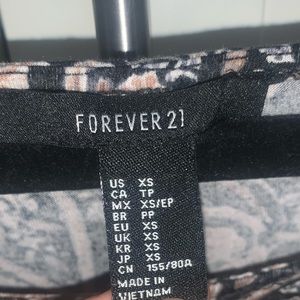 FOREVER 21
US XS
CA TP
MX XS/EP
BR PP
EU XS
UK XS
KR XS
JP XS
CN 155/80A
MADE IN
VIETNAM